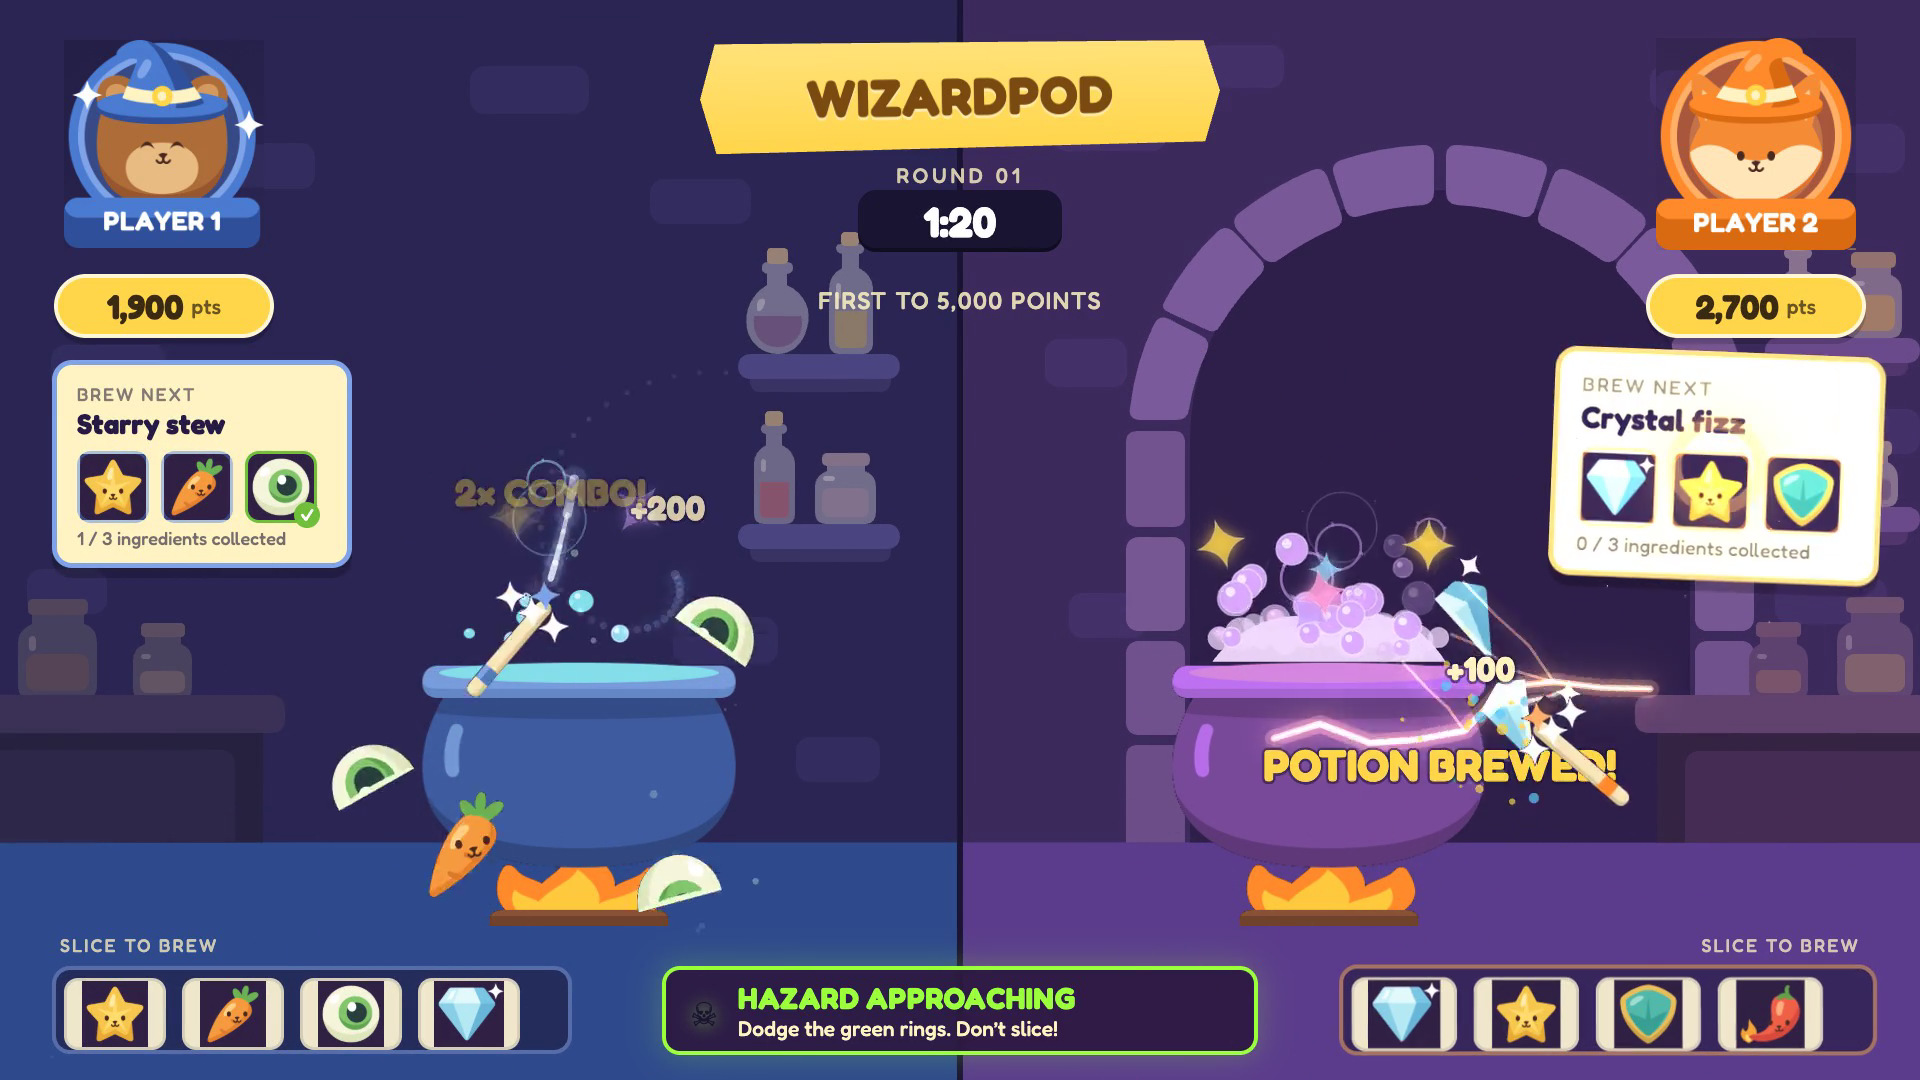 WIZARDPOD
ROUND 01
1:20
FIRST TO 5,000 POINTS
PLAYER 1
1,900 pts
BREW NEXT
Starry stew
1 / 3 ingredients collected
2x COMBO!
+200
SLICE TO BREW
PLAYER 2
2,700 pts
BREW NEXT
Crystal fizz
0 / 3 ingredients collected
+100
POTION BREWED!
SLICE TO BREW
HAZARD APPROACHING
Dodge the green rings. Don't slice!